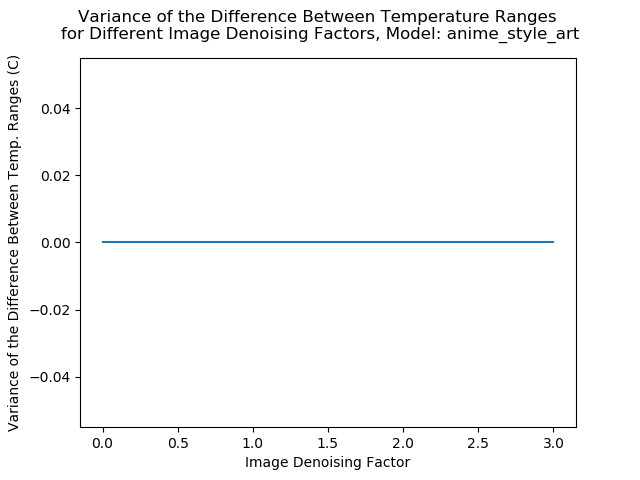 Variance of the Difference Between Temperature Ranges
for Different Image Denoising Factors, Model: anime_style_art
Variance of the Difference Between Temp. Ranges (C)
0.04
0.02
0.00
−0.02
−0.04
0.0 0.5 1.0 1.5 2.0 2.5 3.0
Image Denoising Factor